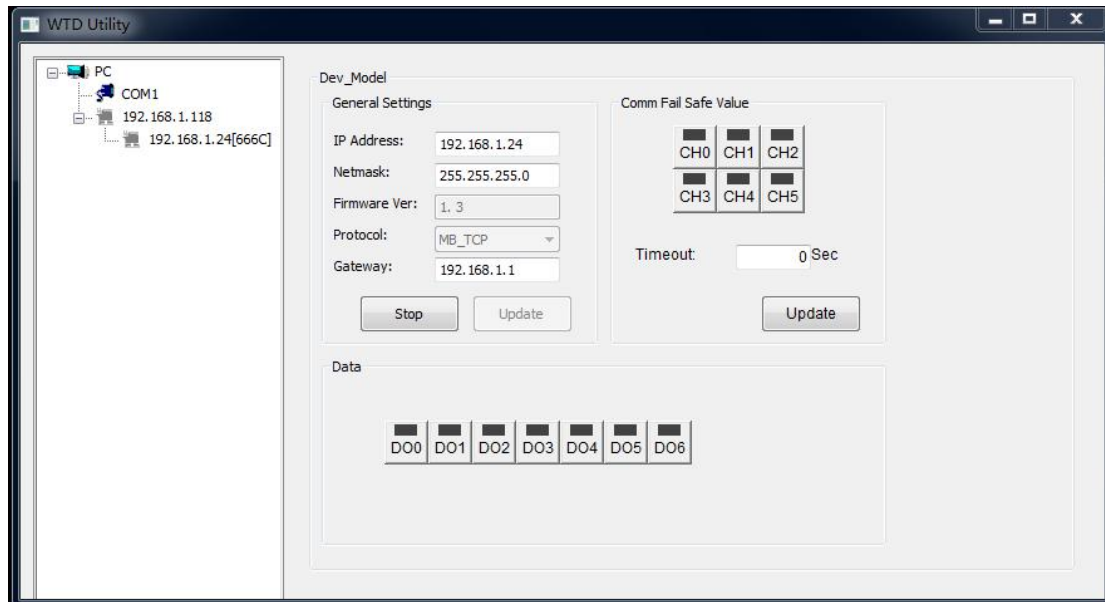 WTD Utility
PC
COM1
192.168.1.118
192.168.1.24[666C]
Dev_Model
General Settings
IP Address: 192.168.1.24
Netmask: 255.255.255.0
Firmware Ver: 1. 3
Protocol: MB_TCP
Gateway: 192.168.1.1
Stop Update
Comm Fail Safe Value
CH0 CH1 CH2
CH3 CH4 CH5
Timeout: 0 Sec
Update
Data
DO0 DO1 DO2 DO3 DO4 DO5 DO6